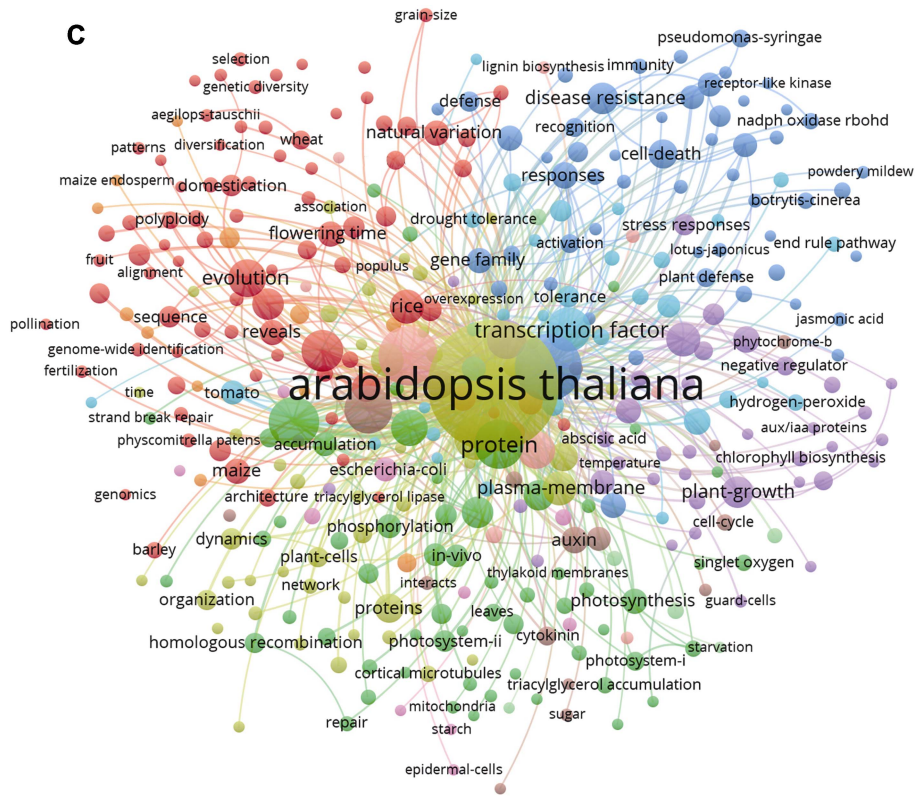 grain-size
C
pseudomonas-syringae
selection
lignin biosynthesis
immunity
genetic diversity
receptor-like kinase
defense
disease resistance
aegilops-tauschii
nadph oxidase rbohd
natural variation
recognition
wheat
patterns
diversification
cell-death
maize endosperm
domestication
responses
powdery mildew
botrytis-cinerea
association
polyploidy
drought tolerance
stress responses
flowering time
activation
end rule pathway
fruit
gene family
lotus-japonicus
alignment
populus
evolution
plant defense
rice
overexpression
tolerance
pollination
sequence
reveals
transcription factor
jasmonic acid
phytochrome-b
genome-wide identification
fertilization
negative regulator
arabidopsis thaliana
time
tomato
hydrogen-peroxide
strand break repair
aux/iaa proteins
physcomitrella patens
accumulation
protein
abscisic acid
chlorophyll biosynthesis
maize
escherichia-coli
temperature
genomics
architecture
triacylglycerol lipase
plasma-membrane
plant-growth
cell-cycle
phosphorylation
barley
dynamics
auxin
plant-cells
in-vivo
singlet oxygen
network
interacts
thylakoid membranes
organization
proteins
leaves
photosynthesis
guard-cells
homologous recombination
photosystem-ii
cytokinin
starvation
photosystem-i
cortical microtubules
triacylglycerol accumulation
mitochondria
repair
starch
sugar
epidermal-cells